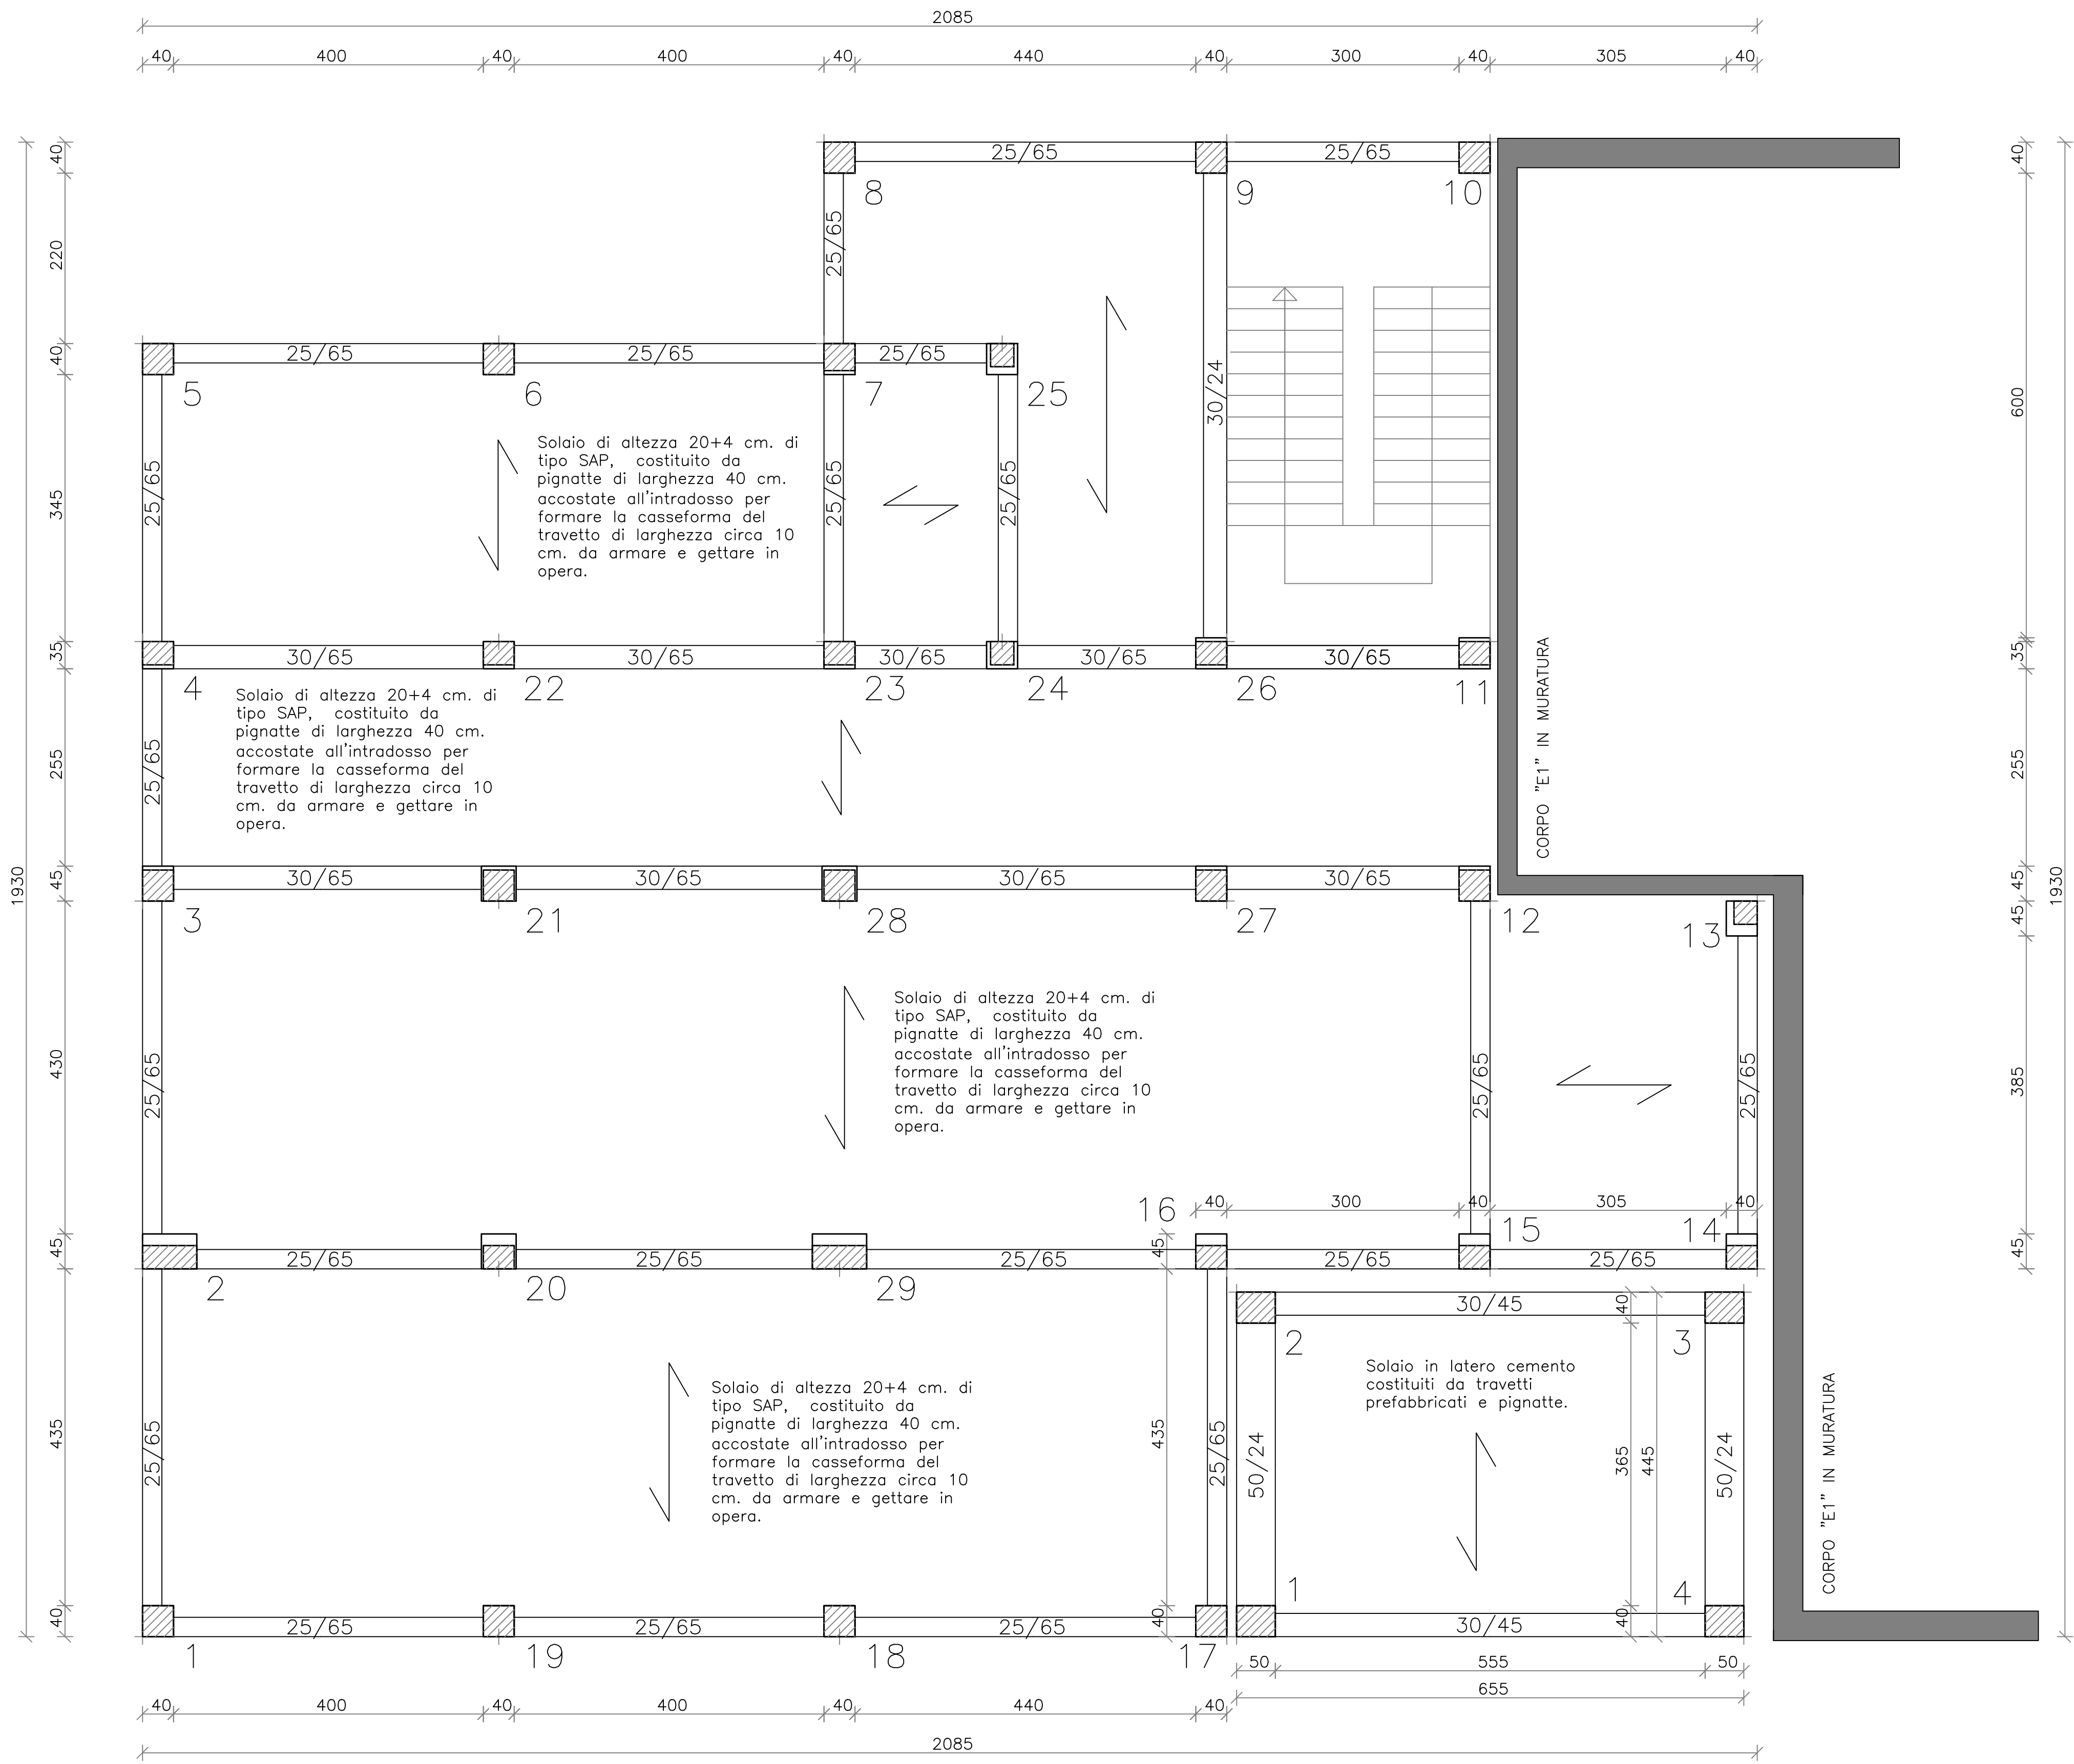 2085
40 400 40 400 40 440 40 300 40 305 40
40
220
40
345
35
255
45
430
45
435
40
1930
40
600
35
255
45
45
385
45
1930
25/65 25/65
8 9 10
25/65
25/65 25/65 25/65
5 6 7 25
30/24
25/65 25/65 25/65
Solaio di altezza 20+4 cm. di
tipo SAP, costituito da
pignatte di larghezza 40 cm.
accostate all'intradosso per
formare la casseforma del
travetto di larghezza circa 10
cm. da armare e gettare in
opera.
30/65 30/65 30/65 30/65 30/65
4 22 23 24 26 11
Solaio di altezza 20+4 cm. di
tipo SAP, costituito da
pignatte di larghezza 40 cm.
accostate all'intradosso per
formare la casseforma del
travetto di larghezza circa 10
cm. da armare e gettare in
opera.
25/65
CORPO "E1" IN MURATURA
30/65 30/65 30/65 30/65
3 21 28 27 12 13
Solaio di altezza 20+4 cm. di
tipo SAP, costituito da
pignatte di larghezza 40 cm.
accostate all'intradosso per
formare la casseforma del
travetto di larghezza circa 10
cm. da armare e gettare in
opera.
25/65 25/65 25/65
40 300 40 305 40
16 15 14
45
25/65 25/65 25/65 25/65 25/65
2 20 29
30/45
40
2 3
Solaio in latero cemento
costituiti da travetti
prefabbricati e pignatte.
Solaio di altezza 20+4 cm. di
tipo SAP, costituito da
pignatte di larghezza 40 cm.
accostate all'intradosso per
formare la casseforma del
travetto di larghezza circa 10
cm. da armare e gettare in
opera.
25/65 435 25/65 50/24 365 445 50/24
CORPO "E1" IN MURATURA
1 4
40 40
25/65 25/65 25/65 30/45
1 19 18 17
50 555 50
655
40 400 40 400 40 440 40
2085